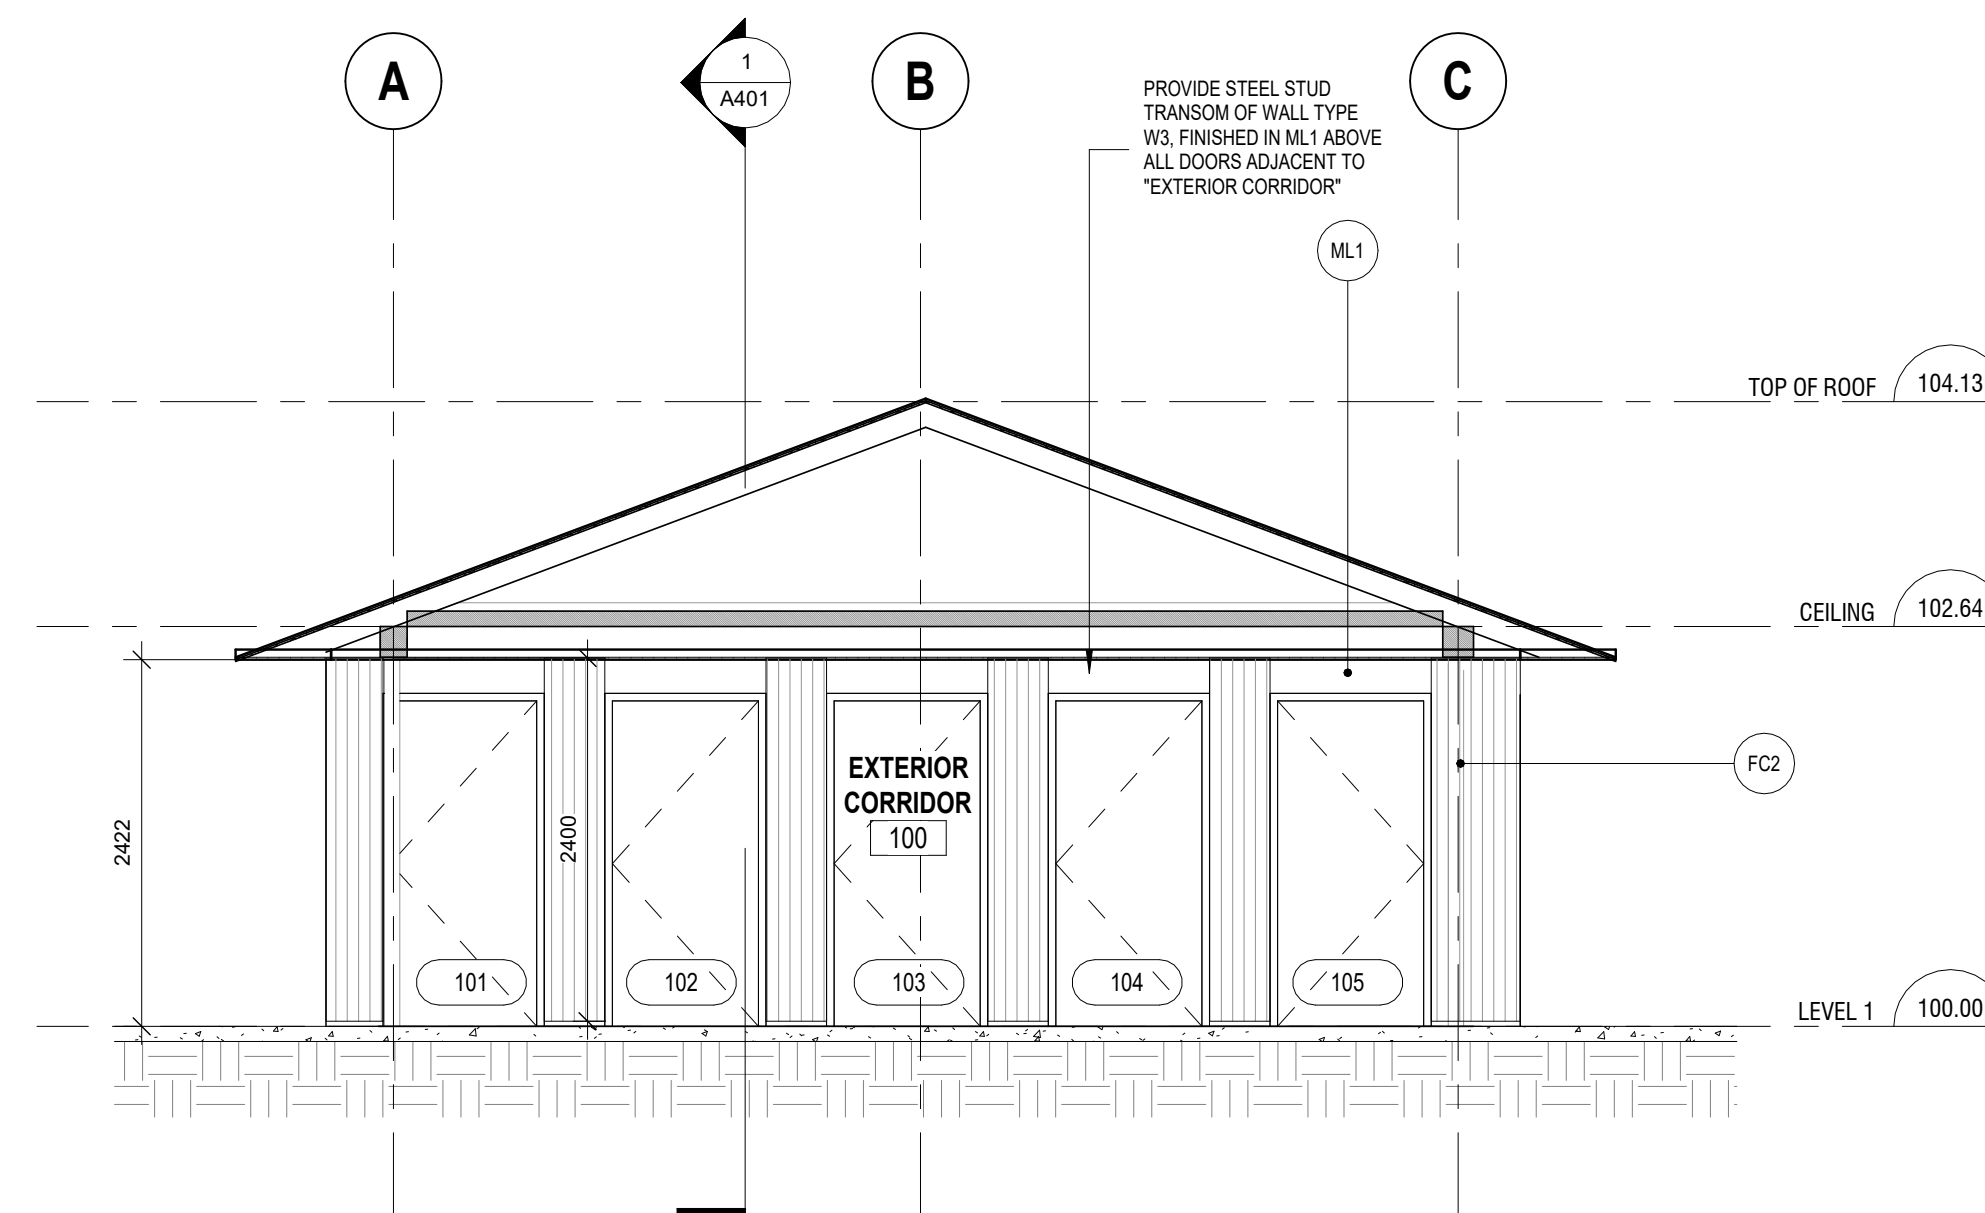 A
1
A401
B
C
PROVIDE STEEL STUD
TRANSOM OF WALL TYPE
W3, FINISHED IN ML1 ABOVE
ALL DOORS ADJACENT TO
"EXTERIOR CORRIDOR"
ML1
TOP OF ROOF
104.13
CEILING
102.64
EXTERIOR
CORRIDOR
100
FC2
2422
2400
101
102
103
104
105
LEVEL 1
100.00